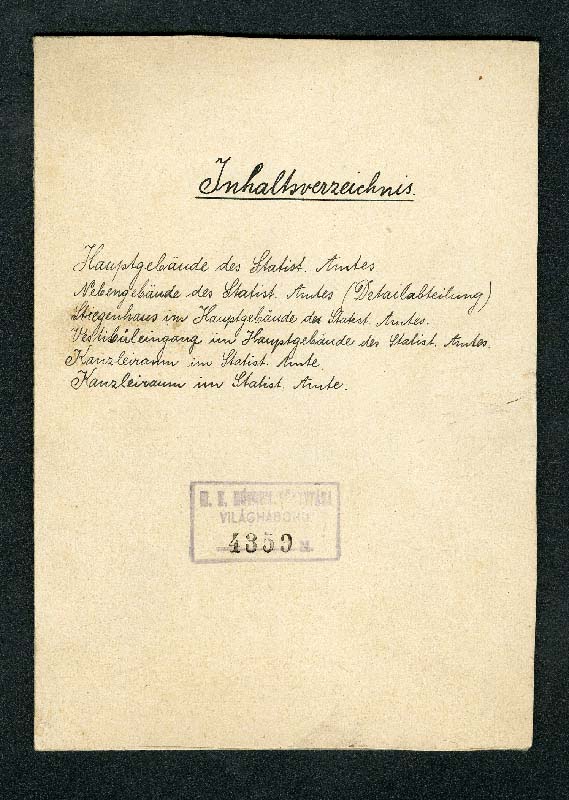 Inhaltsverzeichnis.
Hauptgebäude des Statist. Amtes
Nebengebäude des Statist. Amtes (Detailabteilung)
Stiegenhaus im Hauptgebäude des Statist. Amtes.
Vestibüleingang im Hauptgebäude des Statist. Amtes.
Kanzleiraum im Statist. Amte
Kanzleiraum im Statist. Amte.
M. N.
VILÁGHÁBORÚ
4350